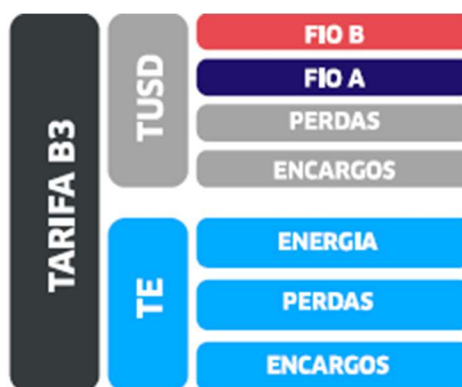 TARIFA B3
TUSD
FIO B
FIO A
PERDAS
ENCARGOS
TE
ENERGIA
PERDAS
ENCARGOS